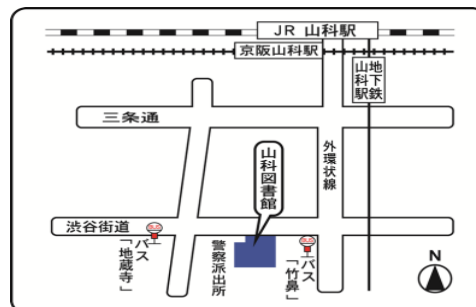 JR 山科駅
京阪山科駅
地下鉄
山科駅
三条通
外環状線
山科図書館
渋谷街道
バス
「地蔵寺」
警察派出所
バス
「竹鼻」
N